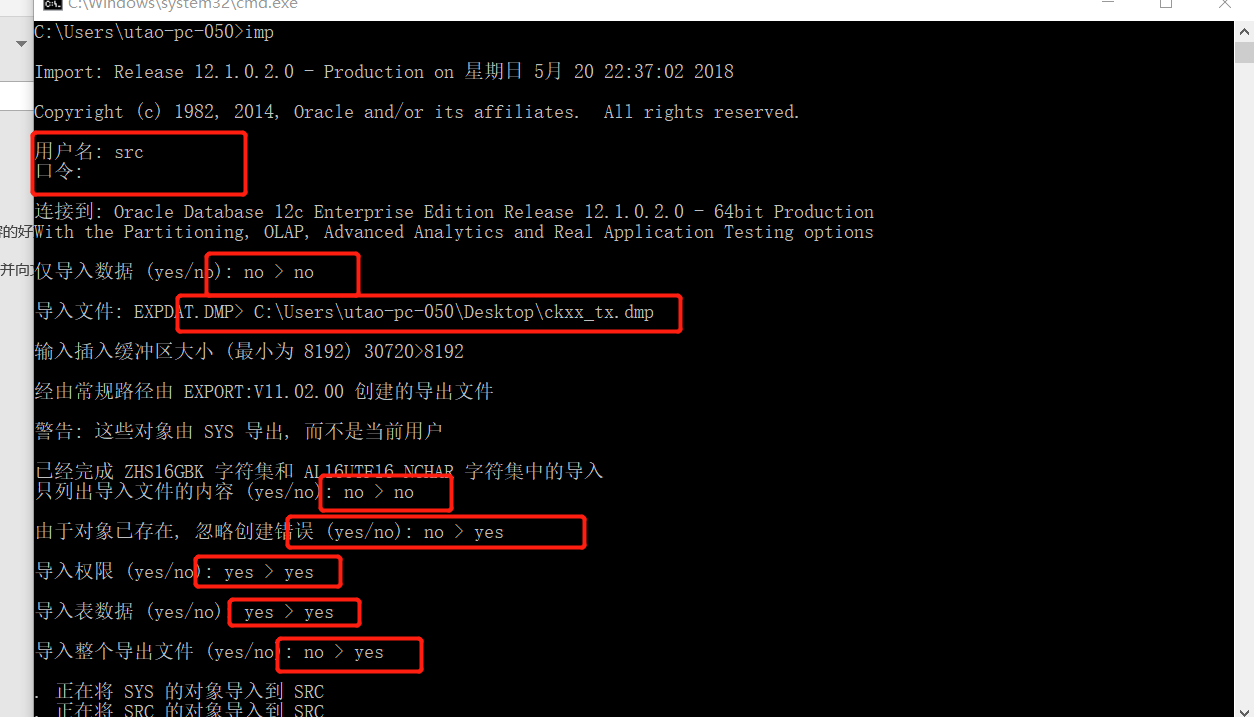 C:\Windows\system32\cmd.exe
C:\Users\utao-pc-050>imp
Import: Release 12.1.0.2.0 - Production on 星期日 5月 20 22:37:02 2018
Copyright (c) 1982, 2014, Oracle and/or its affiliates.  All rights reserved.
用户名: src
口令:
连接到: Oracle Database 12c Enterprise Edition Release 12.1.0.2.0 - 64bit Production
With the Partitioning, OLAP, Advanced Analytics and Real Application Testing options
仅导入数据 (yes/no): no > no
导入文件: EXPDAT.DMP> C:\Users\utao-pc-050\Desktop\ckxx_tx.dmp
输入插入缓冲区大小 (最小为 8192) 30720>8192
经由常规路径由 EXPORT:V11.02.00 创建的导出文件
警告: 这些对象由 SYS 导出, 而不是当前用户
已经完成 ZHS16GBK 字符集和 AL16UTF16 NCHAR 字符集中的导入
只列出导入文件的内容 (yes/no): no > no
由于对象已存在, 忽略创建错误 (yes/no): no > yes
导入权限 (yes/no): yes > yes
导入表数据 (yes/no) yes > yes
导入整个导出文件 (yes/no): no > yes
. 正在将 SYS 的对象导入到 SRC
. 正在将 SRC 的对象导入到 SRC
的好
并向